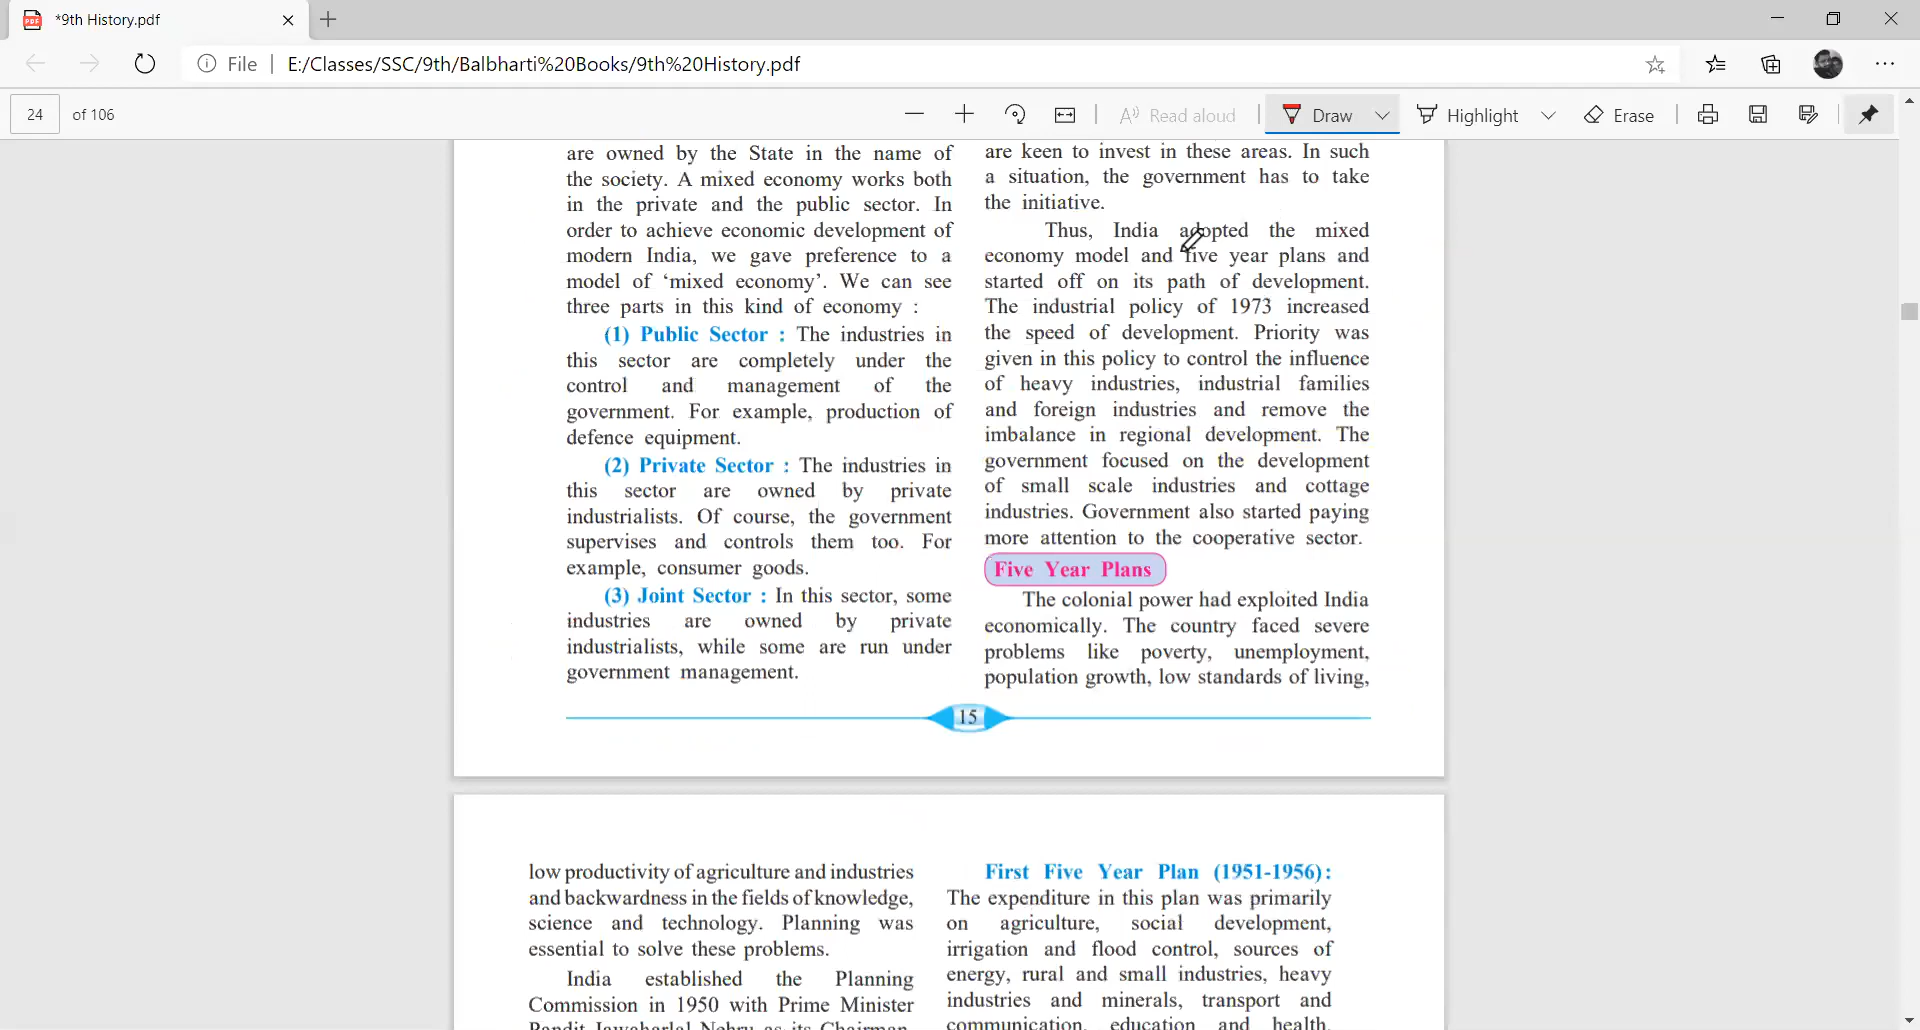 *9th History.pdf
File
E:/Classes/SSC/9th/Balbharti%20Books/9th%20History.pdf
24 of 106
Read aloud
Draw
Highlight
Erase
are owned by the State in the name of
the society. A mixed economy works both
in the private and the public sector. In
order to achieve economic development of
modern India, we gave preference to a
model of ‘mixed economy’. We can see
three parts in this kind of economy :
(1) Public Sector : The industries in
this sector are completely under the
control and management of the
government. For example, production of
defence equipment.
(2) Private Sector : The industries in
this sector are owned by private
industrialists. Of course, the government
supervises and controls them too. For
example, consumer goods.
(3) Joint Sector : In this sector, some
industries are owned by private
industrialists, while some are run under
government management.
are keen to invest in these areas. In such
a situation, the government has to take
the initiative.
Thus, India adopted the mixed
economy model and five year plans and
started off on its path of development.
The industrial policy of 1973 increased
the speed of development. Priority was
given in this policy to control the influence
of heavy industries, industrial families
and foreign industries and remove the
imbalance in regional development. The
government focused on the development
of small scale industries and cottage
industries. Government also started paying
more attention to the cooperative sector.
Five Year Plans
The colonial power had exploited India
economically. The country faced severe
problems like poverty, unemployment,
population growth, low standards of living,
15
low productivity of agriculture and industries
and backwardness in the fields of knowledge,
science and technology. Planning was
essential to solve these problems.
India established the Planning
Commission in 1950 with Prime Minister
Pandit Jawaharlal Nehru as its Chairman.
First Five Year Plan (1951-1956):
The expenditure in this plan was primarily
on agriculture, social development,
irrigation and flood control, sources of
energy, rural and small industries, heavy
industries and minerals, transport and
communication, education and health.